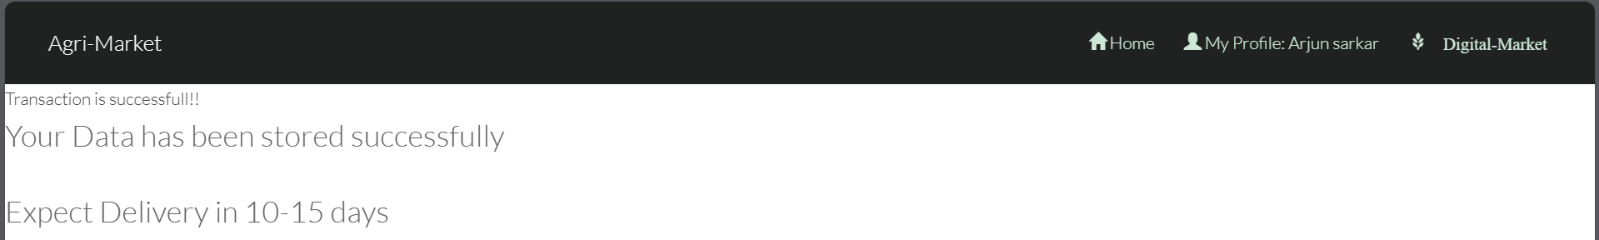 Agri-Market Home My Profile: Arjun sarkar Digital-Market
Transaction is successfull!!
Your Data has been stored successfully
Expect Delivery in 10-15 days